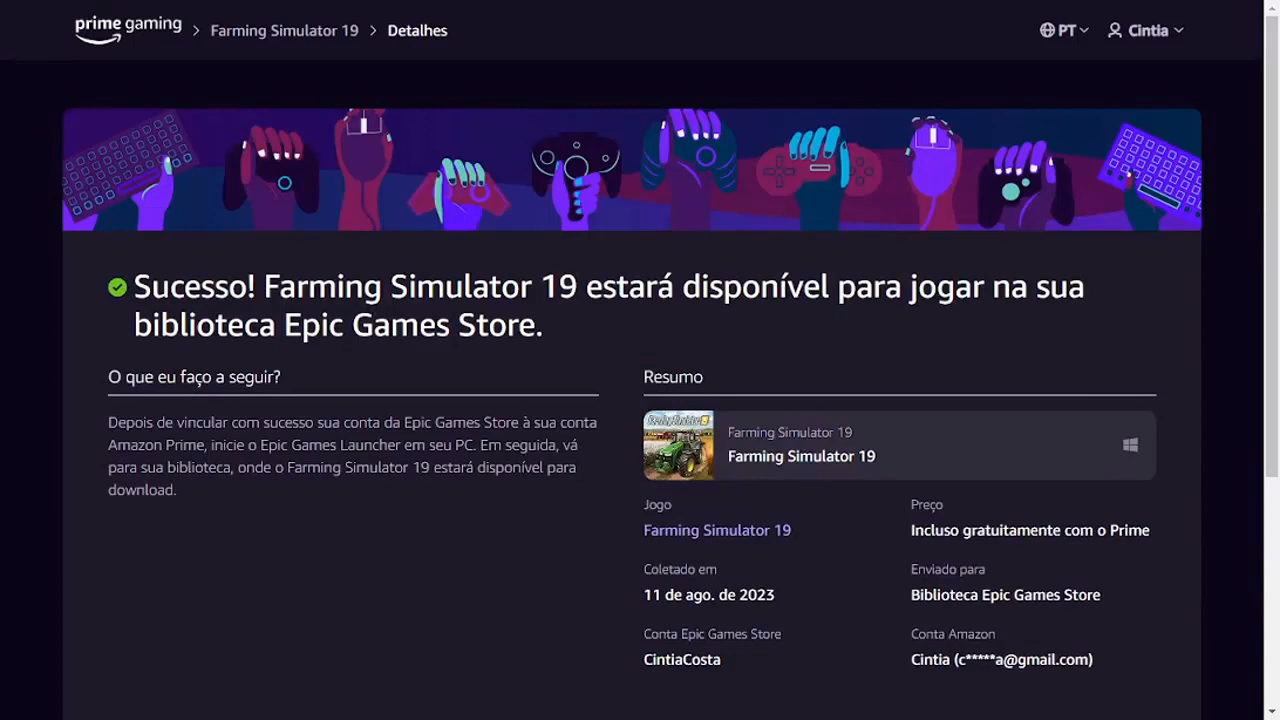 prime gaming
Farming Simulator 19
Detalhes
PT
Cintia
Sucesso! Farming Simulator 19 estará disponível para jogar na sua
biblioteca Epic Games Store.
O que eu faço a seguir?
Depois de vincular com sucesso sua conta da Epic Games Store à sua conta
Amazon Prime, inicie o Epic Games Launcher em seu PC. Em seguida, vá
para sua biblioteca, onde o Farming Simulator 19 estará disponível para
download.
Resumo
Farming Simulator 19
Farming Simulator 19
Jogo
Farming Simulator 19
Preço
Incluso gratuitamente com o Prime
Coletado em
11 de ago. de 2023
Enviado para
Biblioteca Epic Games Store
Conta Epic Games Store
CintiaCosta
Conta Amazon
Cintia (c*****a@gmail.com)